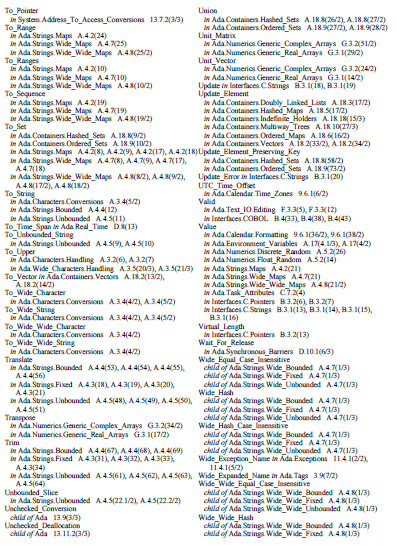 To_Pointer
in System.Address_To_Access_Conversions 13.7.2(3/3)
To_Range
in Ada.Strings.Maps A.4.2(24)
in Ada.Strings.Wide_Maps A.4.7(25)
in Ada.Strings.Wide_Wide_Maps A.4.8(25/2)
To_Ranges
in Ada.Strings.Maps A.4.2(10)
in Ada.Strings.Wide_Maps A.4.7(10)
in Ada.Strings.Wide_Wide_Maps A.4.8(10/2)
To_Sequence
in Ada.Strings.Maps A.4.2(19)
in Ada.Strings.Wide_Maps A.4.7(19)
in Ada.Strings.Wide_Wide_Maps A.4.8(19/2)
To_Set
in Ada.Containers.Hashed_Sets A.18.8(9/2)
in Ada.Containers.Ordered_Sets A.18.9(10/2)
in Ada.Strings.Maps A.4.2(8), A.4.2(9), A.4.2(17), A.4.2(18)
in Ada.Strings.Wide_Maps A.4.7(8), A.4.7(9), A.4.7(17),
A.4.7(18)
in Ada.Strings.Wide_Wide_Maps A.4.8(8/2), A.4.8(9/2),
A.4.8(17/2), A.4.8(18/2)
To_String
in Ada.Characters.Conversions A.3.4(5/2)
in Ada.Strings.Bounded A.4.4(12)
in Ada.Strings.Unbounded A.4.5(11)
To_Time_Span in Ada.Real_Time D.8(13)
To_Unbounded_String
in Ada.Strings.Unbounded A.4.5(9), A.4.5(10)
To_Upper
in Ada.Characters.Handling A.3.2(6), A.3.2(7)
in Ada.Wide_Characters.Handling A.3.5(20/3), A.3.5(21/3)
To_Vector in Ada.Containers.Vectors A.18.2(13/2),
A.18.2(14/2)
To_Wide_Character
in Ada.Characters.Conversions A.3.4(4/2), A.3.4(5/2)
To_Wide_String
in Ada.Characters.Conversions A.3.4(4/2), A.3.4(5/2)
To_Wide_Wide_Character
in Ada.Characters.Conversions A.3.4(4/2)
To_Wide_Wide_String
in Ada.Characters.Conversions A.3.4(4/2)
Translate
in Ada.Strings.Bounded A.4.4(53), A.4.4(54), A.4.4(55),
A.4.4(56)
in Ada.Strings.Fixed A.4.3(18), A.4.3(19), A.4.3(20),
A.4.3(21)
in Ada.Strings.Unbounded A.4.5(48), A.4.5(49), A.4.5(50),
A.4.5(51)
Transpose
in Ada.Numerics.Generic_Complex_Arrays G.3.2(34/2)
in Ada.Numerics.Generic_Real_Arrays G.3.1(17/2)
Trim
in Ada.Strings.Bounded A.4.4(67), A.4.4(68), A.4.4(69)
in Ada.Strings.Fixed A.4.3(31), A.4.3(32), A.4.3(33),
A.4.3(34)
in Ada.Strings.Unbounded A.4.5(61), A.4.5(62), A.4.5(63),
A.4.5(64)
Unbounded_Slice
in Ada.Strings.Unbounded A.4.5(22.1/2), A.4.5(22.2/2)
Unchecked_Conversion
child of Ada 13.9(3/3)
Unchecked_Deallocation
child of Ada 13.11.2(3/3)
Union
in Ada.Containers.Hashed_Sets A.18.8(26/2), A.18.8(27/2)
in Ada.Containers.Ordered_Sets A.18.9(27/2), A.18.9(28/2)
Unit_Matrix
in Ada.Numerics.Generic_Complex_Arrays G.3.2(51/2)
in Ada.Numerics.Generic_Real_Arrays G.3.1(29/2)
Unit_Vector
in Ada.Numerics.Generic_Complex_Arrays G.3.2(24/2)
in Ada.Numerics.Generic_Real_Arrays G.3.1(14/2)
Update in Interfaces.C.Strings B.3.1(18), B.3.1(19)
Update_Element
in Ada.Containers.Doubly_Linked_Lists A.18.3(17/2)
in Ada.Containers.Hashed_Maps A.18.5(17/2)
in Ada.Containers.Indefinite_Holders A.18.18(15/3)
in Ada.Containers.Multiway_Trees A.18.10(27/3)
in Ada.Containers.Ordered_Maps A.18.6(16/2)
in Ada.Containers.Vectors A.18.2(33/2), A.18.2(34/2)
Update_Element_Preserving_Key
in Ada.Containers.Hashed_Sets A.18.8(58/2)
in Ada.Containers.Ordered_Sets A.18.9(73/2)
Update_Error in Interfaces.C.Strings B.3.1(20)
UTC_Time_Offset
in Ada.Calendar.Time_Zones 9.6.1(6/2)
Valid
in Ada.Text_IO.Editing F.3.3(5), F.3.3(12)
in Interfaces.COBOL B.4(33), B.4(38), B.4(43)
Value
in Ada.Calendar.Formatting 9.6.1(36/2), 9.6.1(38/2)
in Ada.Environment_Variables A.17(4.1/3), A.17(4/2)
in Ada.Numerics.Discrete_Random A.5.2(26)
in Ada.Numerics.Float_Random A.5.2(14)
in Ada.Strings.Maps A.4.2(21)
in Ada.Strings.Wide_Maps A.4.7(21)
in Ada.Strings.Wide_Wide_Maps A.4.8(21/2)
in Ada.Task_Attributes C.7.2(4)
in Interfaces.C.Pointers B.3.2(6), B.3.2(7)
in Interfaces.C.Strings B.3.1(13), B.3.1(14), B.3.1(15),
B.3.1(16)
Virtual_Length
in Interfaces.C.Pointers B.3.2(13)
Wait_For_Release
in Ada.Synchronous_Barriers D.10.1(6/3)
Wide_Equal_Case_Insensitive
child of Ada.Strings.Wide_Bounded A.4.7(1/3)
child of Ada.Strings.Wide_Fixed A.4.7(1/3)
child of Ada.Strings.Wide_Unbounded A.4.7(1/3)
Wide_Hash
child of Ada.Strings.Wide_Bounded A.4.7(1/3)
child of Ada.Strings.Wide_Fixed A.4.7(1/3)
child of Ada.Strings.Wide_Unbounded A.4.7(1/3)
Wide_Hash_Case_Insensitive
child of Ada.Strings.Wide_Bounded A.4.7(1/3)
child of Ada.Strings.Wide_Fixed A.4.7(1/3)
child of Ada.Strings.Wide_Unbounded A.4.7(1/3)
Wide_Exception_Name in Ada.Exceptions 11.4.1(2/2),
11.4.1(5/2)
Wide_Expanded_Name in Ada.Tags 3.9(7/2)
Wide_Wide_Equal_Case_Insensitive
child of Ada.Strings.Wide_Wide_Bounded A.4.8(1/3)
child of Ada.Strings.Wide_Wide_Fixed A.4.8(1/3)
child of Ada.Strings.Wide_Wide_Unbounded A.4.8(1/3)
Wide_Wide_Hash
child of Ada.Strings.Wide_Wide_Bounded A.4.8(1/3)
child of Ada.Strings.Wide_Wide_Fixed A.4.8(1/3)